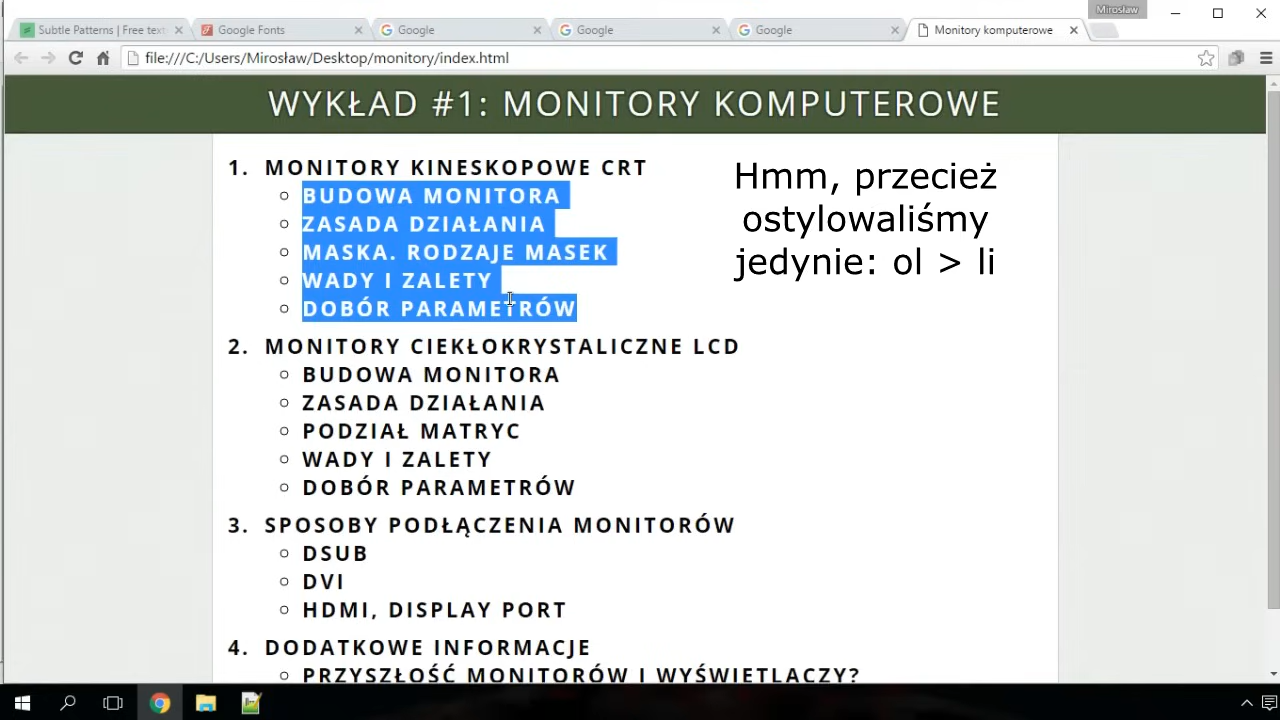 Mirosław
Subtle Patterns | Free text
Google Fonts
Google
Google
Google
Monitory komputerowe
file:///C:/Users/Mirosław/Desktop/monitory/index.html
WYKŁAD #1: MONITORY KOMPUTEROWE
1. MONITORY KINESKOPOWE CRT
BUDOWA MONITORA
ZASADA DZIAŁANIA
MASKA. RODZAJE MASEK
WADY I ZALETY
DOBÓR PARAMETRÓW
Hmm, przecież
ostylowaliśmy
jedynie: ol > li
2. MONITORY CIEKŁOKRYSTALICZNE LCD
BUDOWA MONITORA
ZASADA DZIAŁANIA
PODZIAŁ MATRYC
WADY I ZALETY
DOBÓR PARAMETRÓW
3. SPOSOBY PODŁĄCZENIA MONITORÓW
DSUB
DVI
HDMI, DISPLAY PORT
4. DODATKOWE INFORMACJE
PRZYSZŁOŚĆ MONITORÓW I WYŚWIETLACZY?